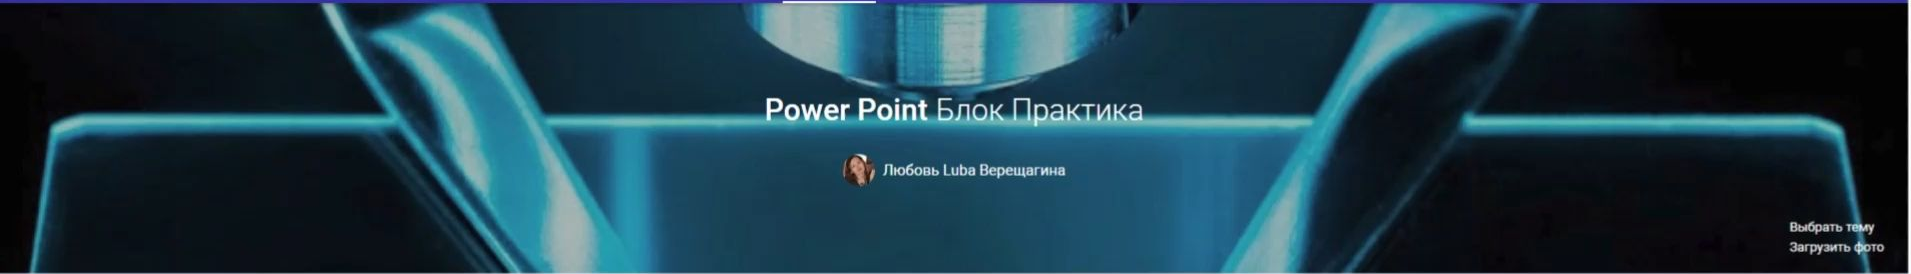 Power Point Блок Практика
Любовь Luba Верещагина
Выбрать тему
Загрузить фото